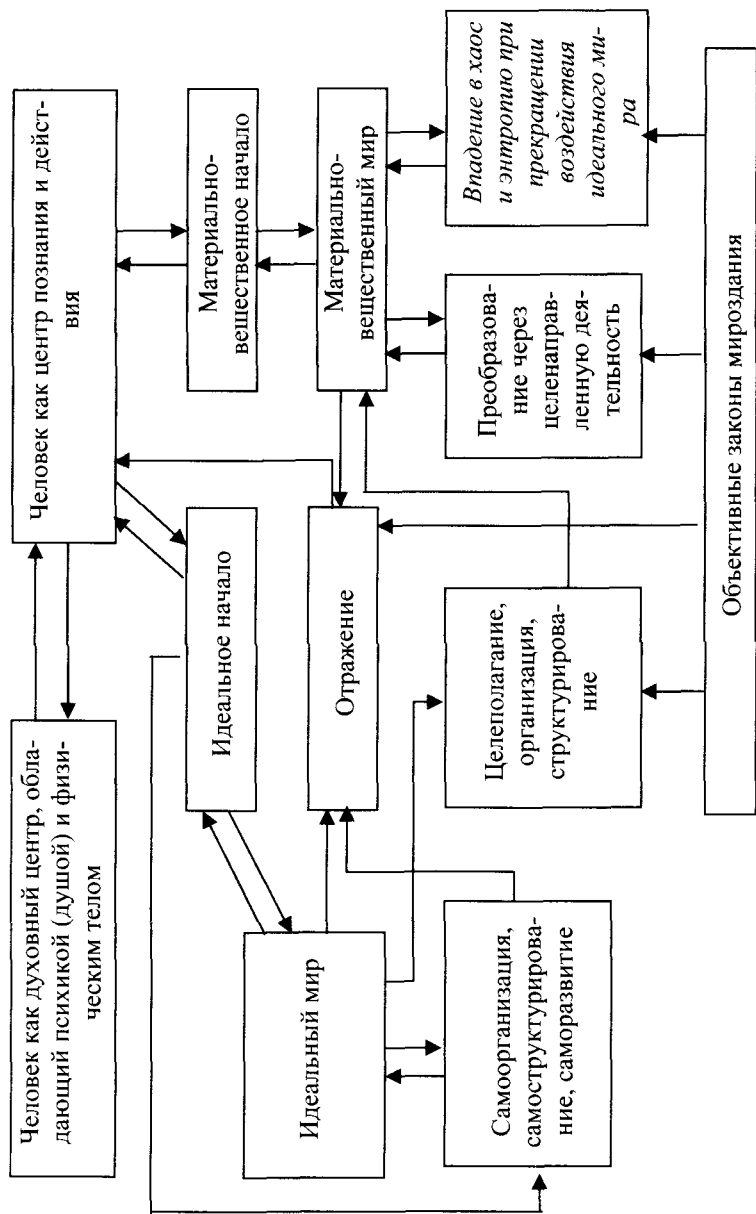 Человек как духовный центр, обла-
дающий психикой (душой) и физи-
ческим телом
Человек как центр познания и дейст-
вия
Идеальное начало
Материально-
вешественное начало
Идеальный мир
Отражение
Материально-
вещественный мир
Самоорганизация,
самоструктурирова-
ние, саморазвитие
Целеполагание,
организация,
структурирова-
ние
Преобразова-
ние через
целенаправ-
ленную дея-
тельность
Впадение в хаос
и энтропию при
прекращении
воздействия
идеального ми-
ра
Объективные законы мироздания